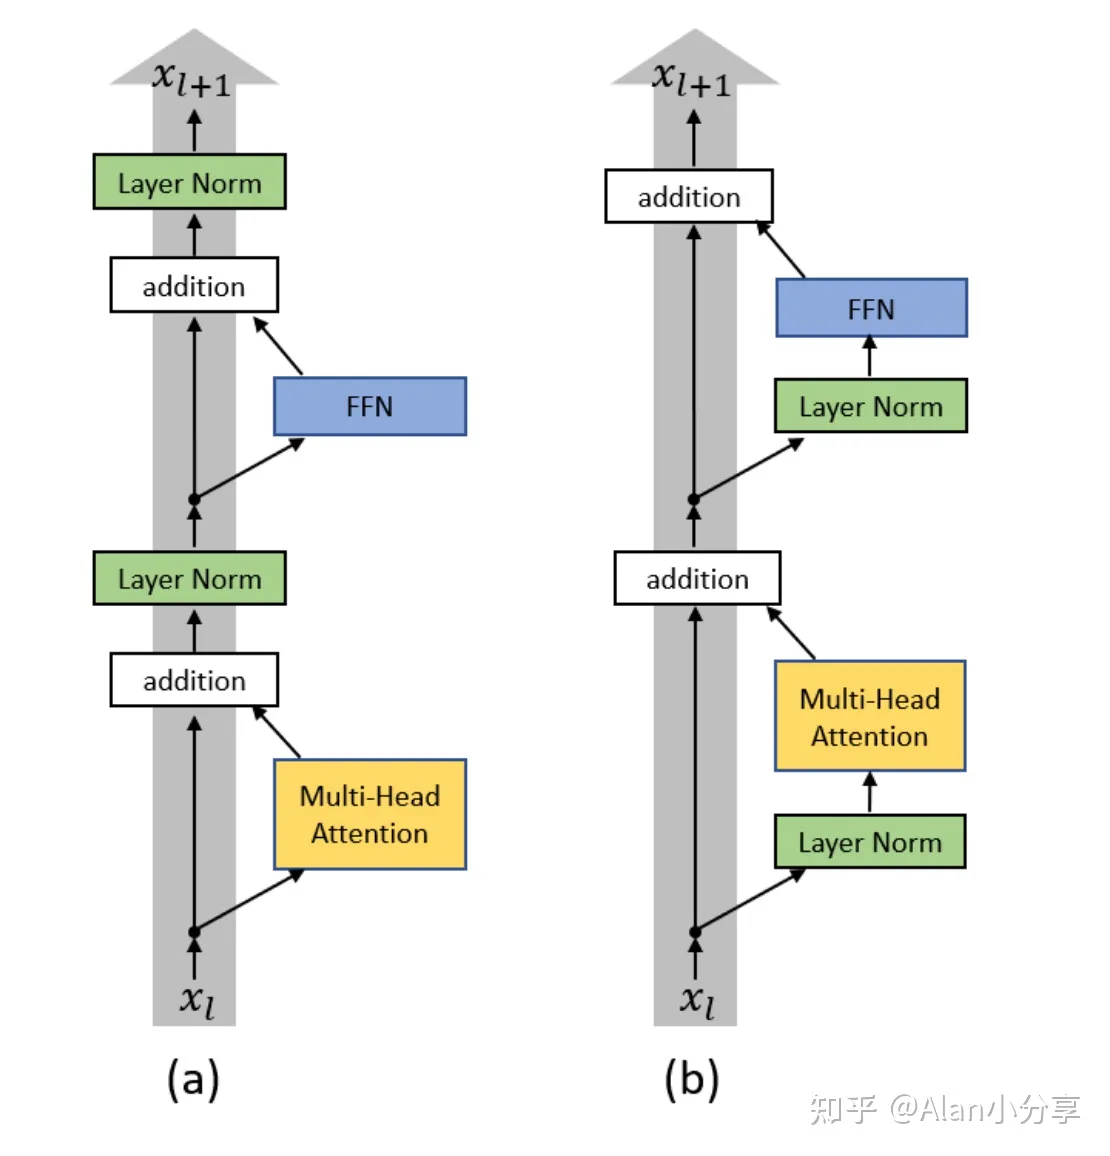 x_{l+1}
Layer Norm
addition
FFN
Layer Norm
addition
Multi-Head
Attention
x_l
(a)
x_{l+1}
addition
FFN
Layer Norm
addition
Multi-Head
Attention
Layer Norm
x_l
(b)
知乎 @Alan小分享